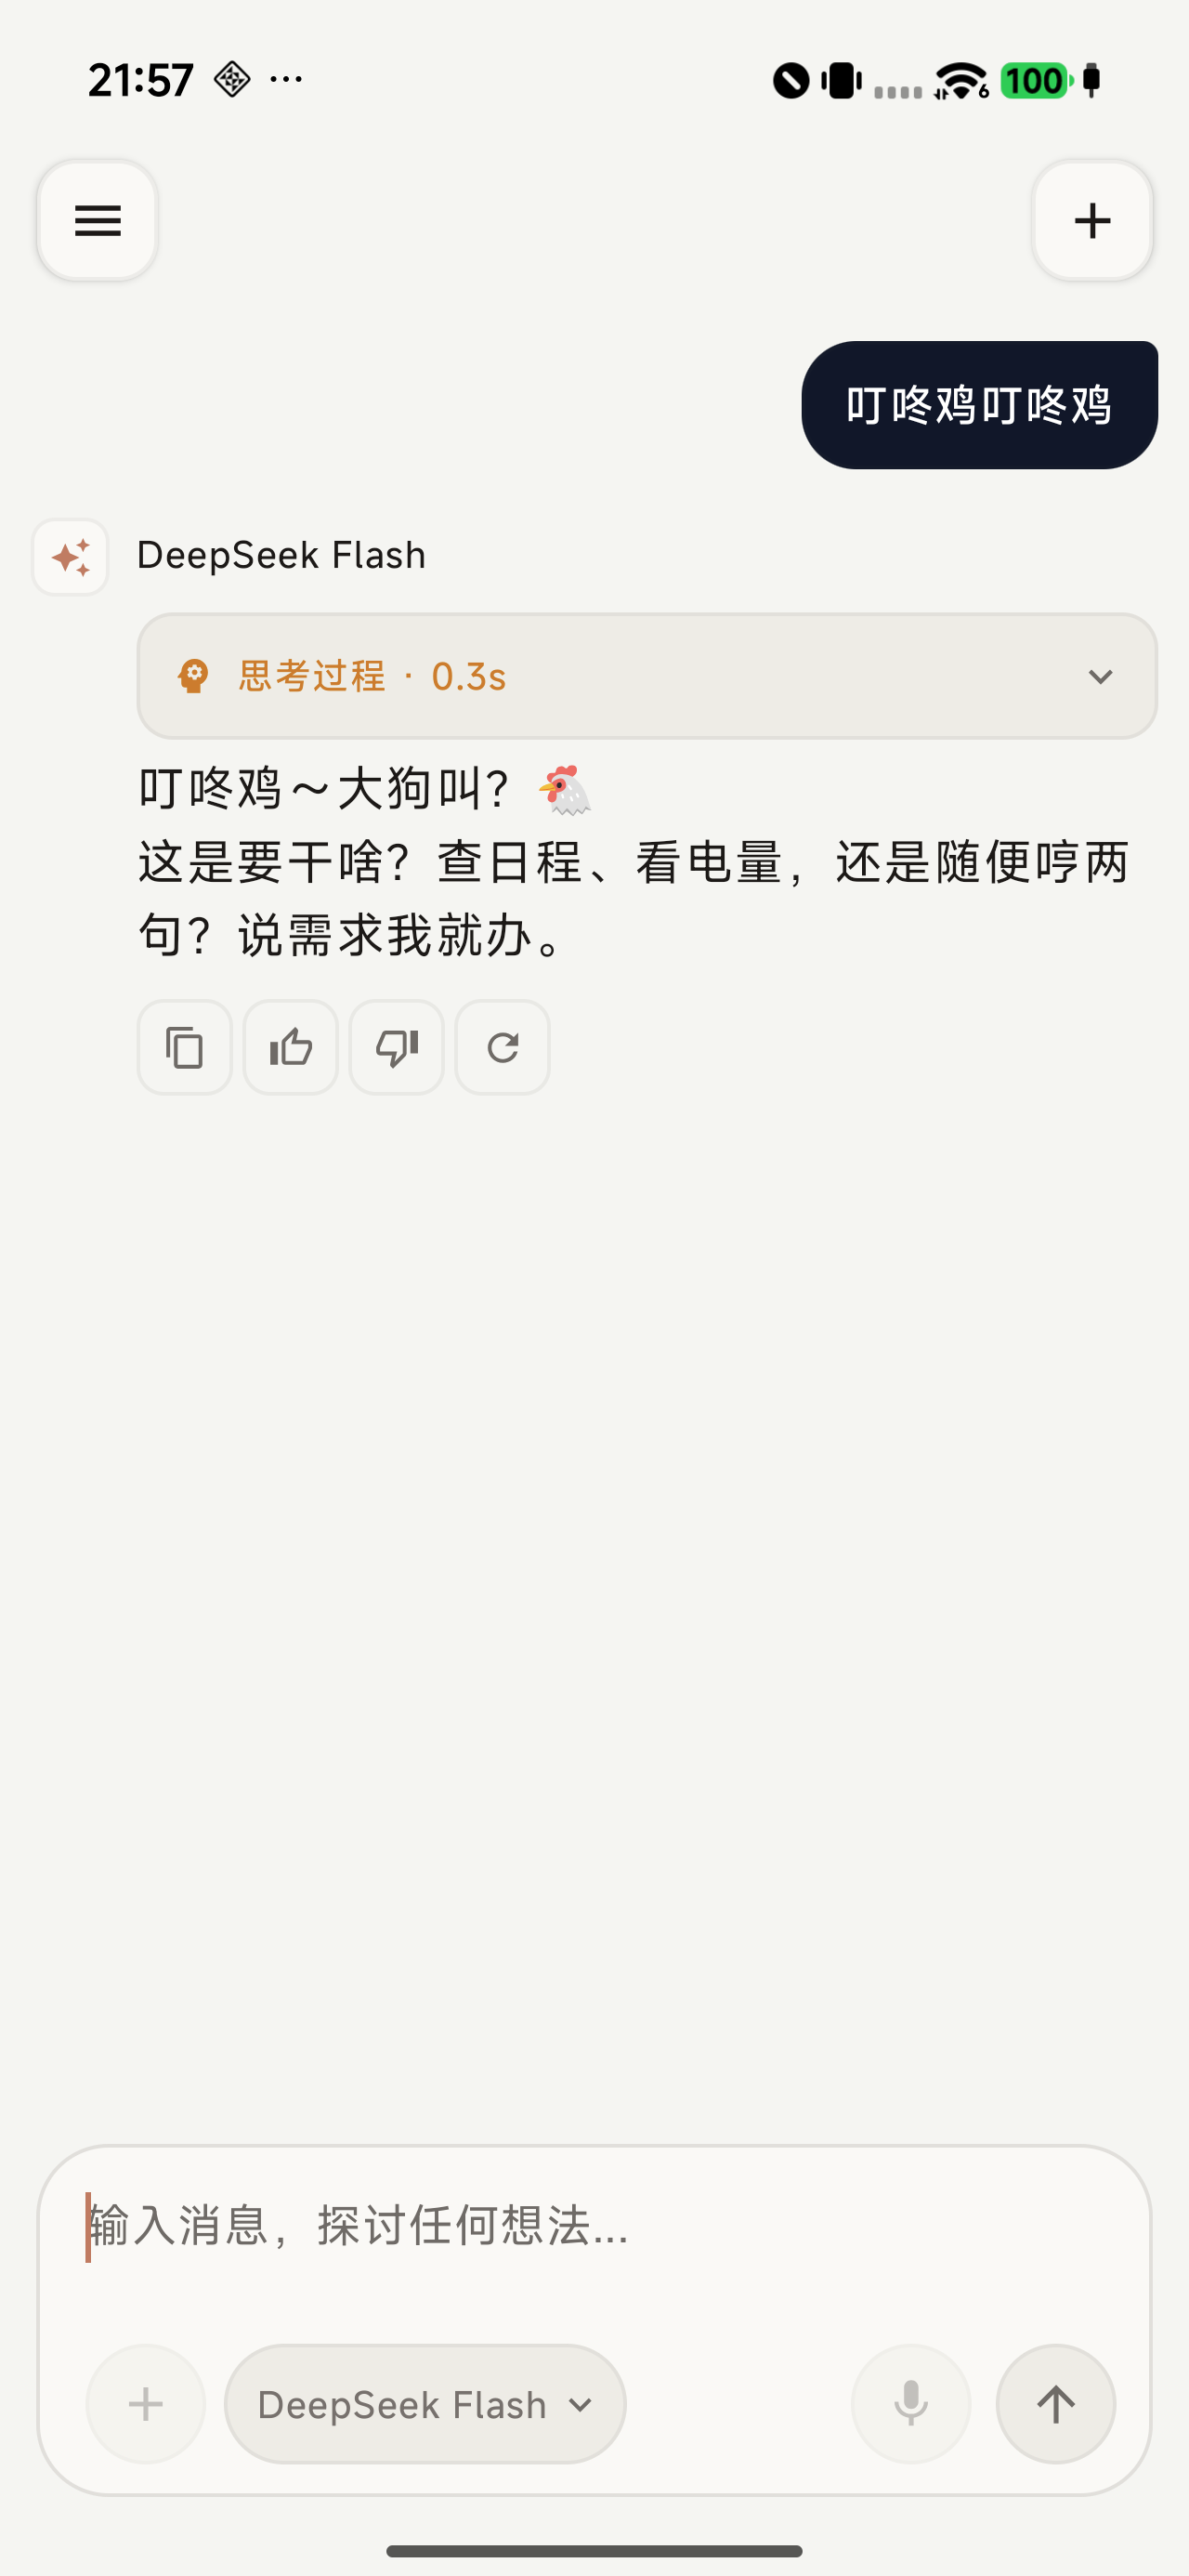 21:57 ...
6 100
叮咚鸡叮咚鸡
DeepSeek Flash
思考过程 · 0.3s
叮咚鸡～大狗叫？🐔
这是要干啥？查日程、看电量，还是随便哼两
句？说需求我就办。
输入消息，探讨任何想法...
DeepSeek Flash